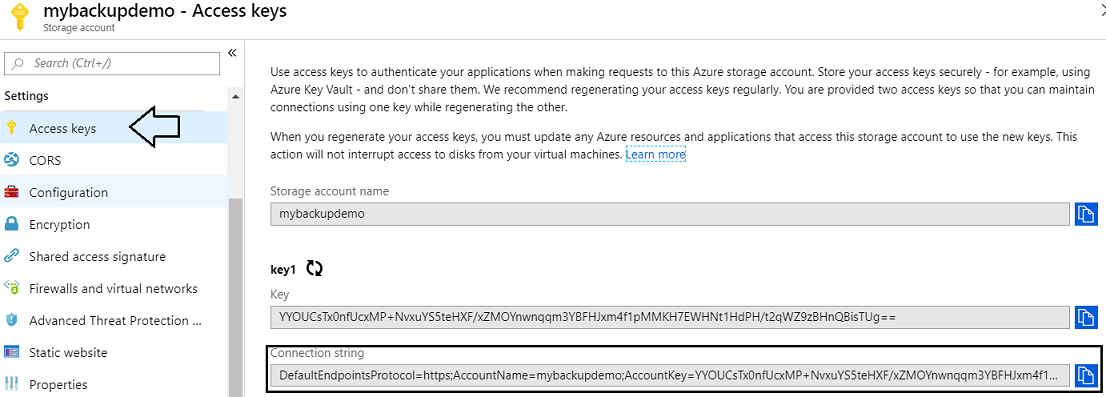 mybackupdemo - Access keys
Storage account
Search (Ctrl+/)
«
Settings
Access keys
CORS
Configuration
Encryption
Shared access signature
Firewalls and virtual networks
Advanced Threat Protection ...
Static website
Properties
Use access keys to authenticate your applications when making requests to this Azure storage account. Store your access keys securely - for example, using
Azure Key Vault - and don't share them. We recommend regenerating your access keys regularly. You are provided two access keys so that you can maintain
connections using one key while regenerating the other.
When you regenerate your access keys, you must update any Azure resources and applications that access this storage account to use the new keys. This
action will not interrupt access to disks from your virtual machines. Learn more
Storage account name
mybackupdemo
key1
Key
YYOUCsTx0nfUcxMP+NvxuYS5teHXF/xZMOYnwnqqm3YBFHJxm4f1pMMKH7EWHNt1HdPH/t2qWZ9zBHnQBisTUg==
Connection string
DefaultEndpointsProtocol=https;AccountName=mybackupdemo;AccountKey=YYOUCsTx0nfUcxMP+NvxuYS5teHXF/xZMOYnwnqqm3YBFHJxm4f1...